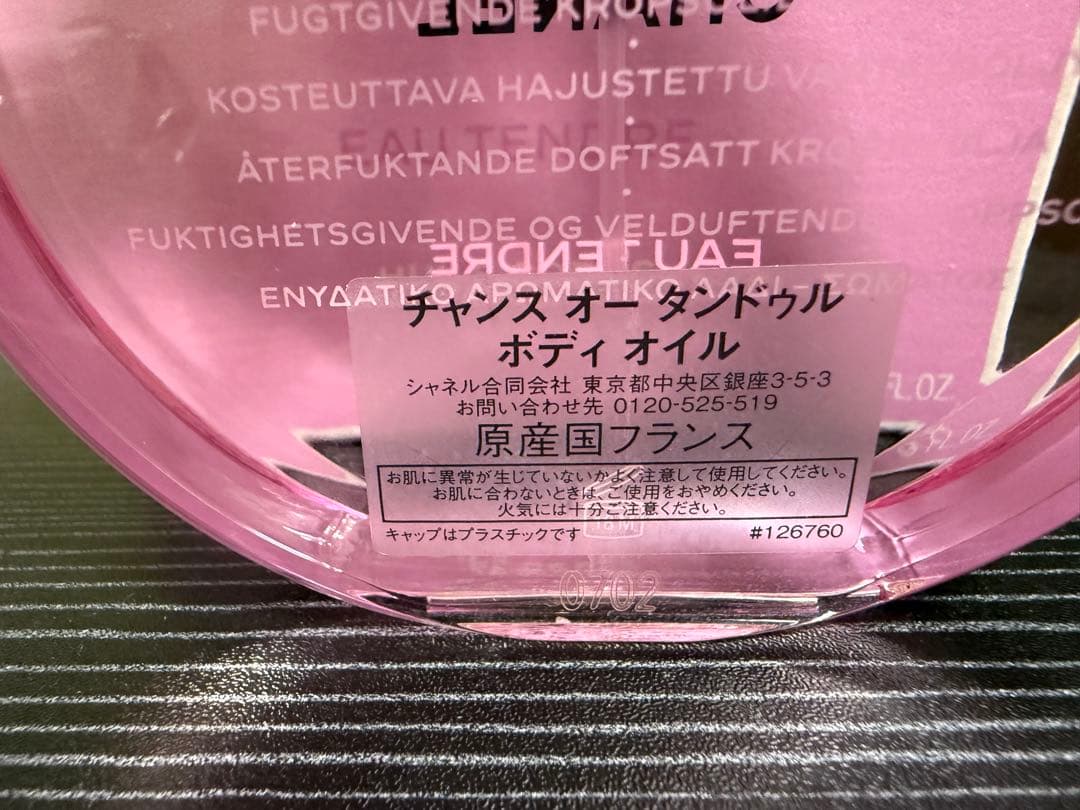 FUGTGIVENDE
KOSTEUTTAVA HAJUSTETTU
EAU TENDRE
ÅTERFUKTANDE DOFTSATT
FUKTIGHETSGIVENDE OG VELDUFTENDE
EAU TENDRE
ΕΝΥΔΑΤΙΚΟ ΑΡΩΜΑΤΙΚΟ
チャンス オー タンドゥル
ボディ オイル
シャネル合同会社 東京都中央区銀座3-5-3
お問い合わせ先 0120-525-519
FL.OZ.
原産国フランス
お肌に異常が生じていないかよく注意して使用してください。
お肌に合わないときは、ご使用をおやめください。
火気には十分ご注意ください。
18 M
キャップはプラスチックです #126760
0702